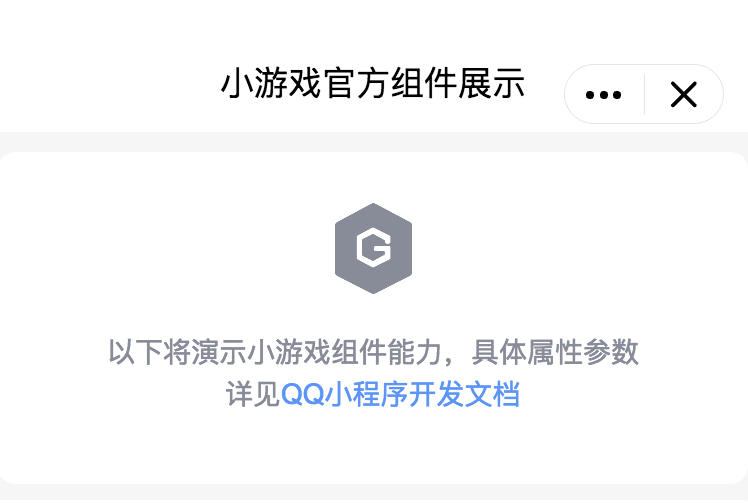 小游戏官方组件展示
G
以下将演示小游戏组件能力，具体属性参数
详见QQ小程序开发文档